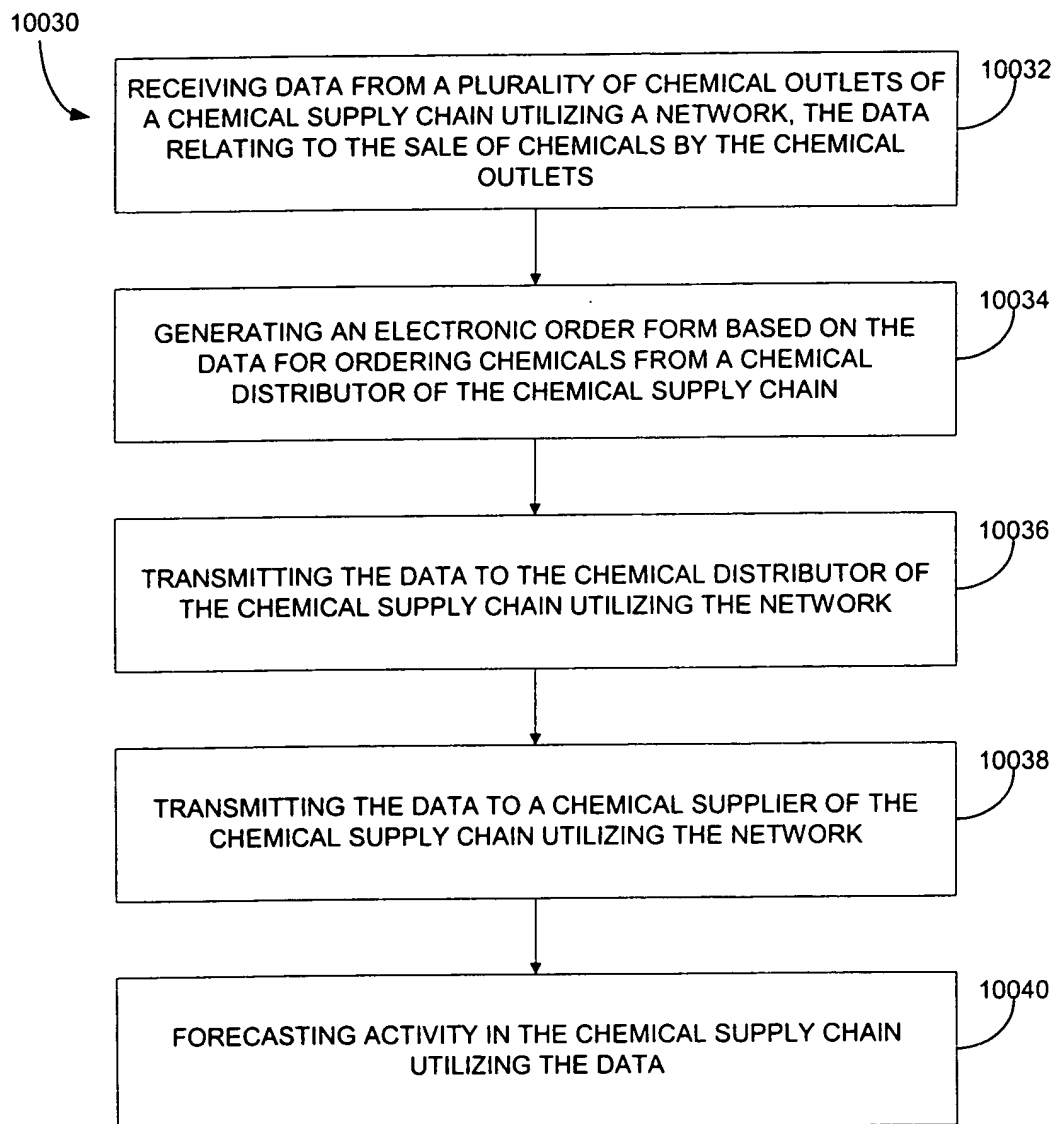 10030
RECEIVING DATA FROM A PLURALITY OF CHEMICAL OUTLETS OF
A CHEMICAL SUPPLY CHAIN UTILIZING A NETWORK, THE DATA
RELATING TO THE SALE OF CHEMICALS BY THE CHEMICAL
OUTLETS
10032
GENERATING AN ELECTRONIC ORDER FORM BASED ON THE
DATA FOR ORDERING CHEMICALS FROM A CHEMICAL
DISTRIBUTOR OF THE CHEMICAL SUPPLY CHAIN
10034
TRANSMITTING THE DATA TO THE CHEMICAL DISTRIBUTOR OF
THE CHEMICAL SUPPLY CHAIN UTILIZING THE NETWORK
10036
TRANSMITTING THE DATA TO A CHEMICAL SUPPLIER OF THE
CHEMICAL SUPPLY CHAIN UTILIZING THE NETWORK
10038
FORECASTING ACTIVITY IN THE CHEMICAL SUPPLY CHAIN
UTILIZING THE DATA
10040